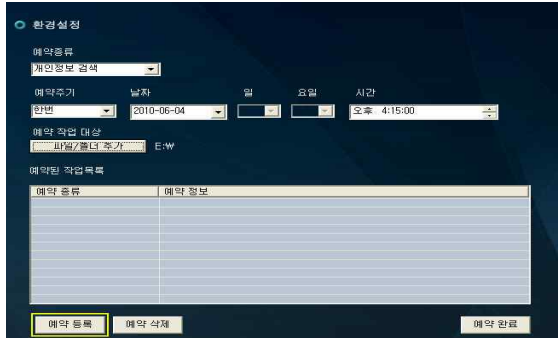 환경설정
예약종류
개인정보 검색
예약주기 날짜 일 요일 시간
한번 2010-06-04 오후 4:15:00
예약 작업 대상
파일/폴더 추가 E:₩
예약된 작업목록
예약 종류 예약 정보
예약 등록 예약 삭제 예약 완료